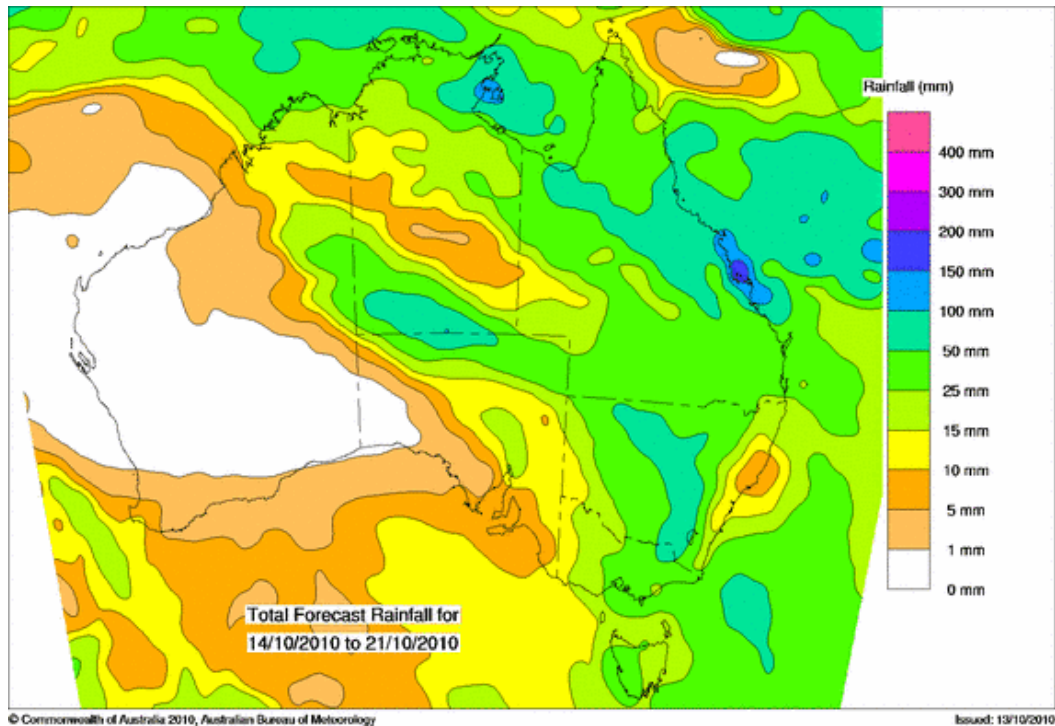 Rainfall (mm)
400 mm
300 mm
200 mm
150 mm
100 mm
50 mm
25 mm
15 mm
10 mm
5 mm
1 mm
0 mm
Total Forecast Rainfall for
14/10/2010 to 21/10/2010
© Commonwealth of Australia 2010, Australian Bureau of Meteorology
Issued: 13/10/2010